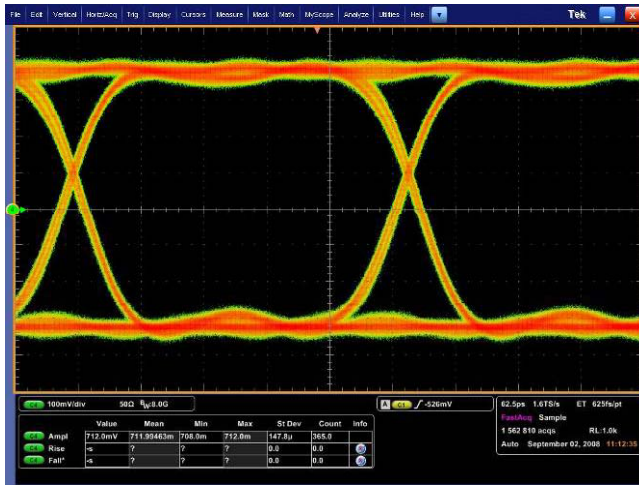 File Edit Vertical Horiz/Acq Trig Display Cursors Measure Mask Math MyScope Analyze Utilities Help Tek
C4 100mV/div 50Ω BW:8.0G
A C1 -526mV
62.5ps 1.6TS/s ET 625fs/pt
FastAcq Sample
1 562 810 acqs RL:1.0k
Auto September 02, 2008 11:12:35
Value Mean Min Max St Dev Count Info
C4 Ampl 712.0mV 711.99463m 708.0m 712.0m 147.8µ 365.0
C4 Rise -s ? ? ? 0.0 0.0
C4 Fall* -s ? ? ? 0.0 0.0